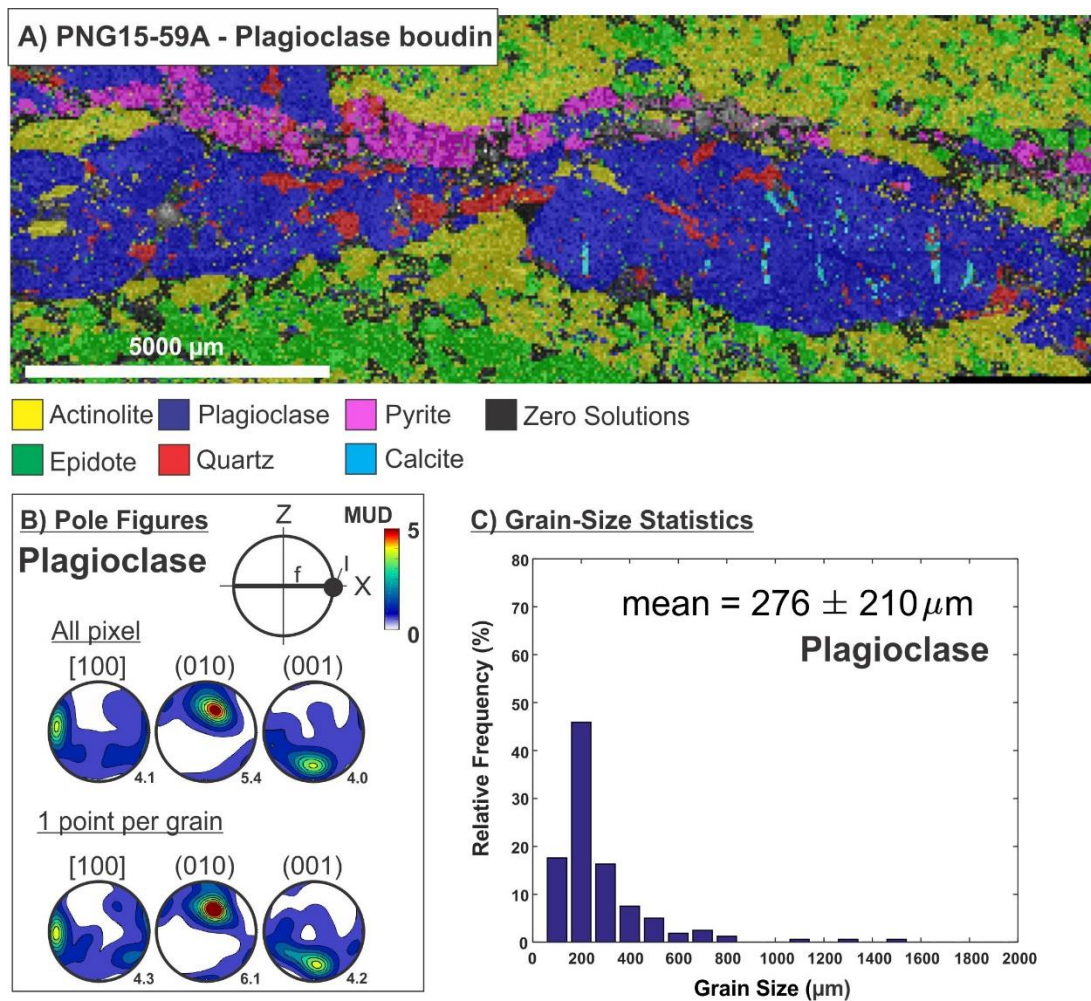 A) PNG15-59A - Plagioclase boudin
5000 µm
Actinolite Plagioclase Pyrite Zero Solutions
Epidote Quartz Calcite
B) Pole Figures
Plagioclase
Z
f
l
X
MUD
5
0
All pixel
[100] (010) (001)
4.1 5.4 4.0
1 point per grain
[100] (010) (001)
4.3 6.1 4.2
C) Grain-Size Statistics
mean = 276 ± 210 µm
Plagioclase
Relative Frequency (%)
80
70
60
50
40
30
20
10
0
0 200 400 600 800 1000 1200 1400 1600 1800 2000
Grain Size (µm)